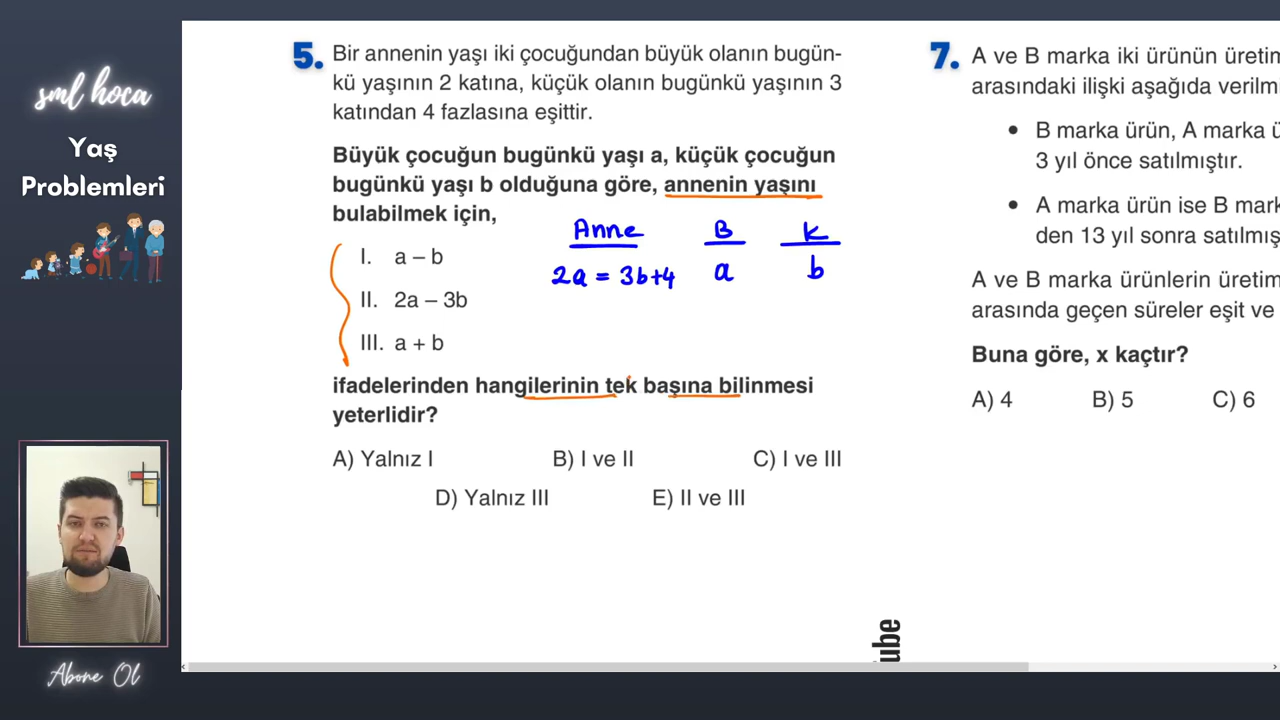 sml hoca
Yaş
Problemleri
Abone Ol
5. Bir annenin yaşı iki çocuğundan büyük olanın bugün-
kü yaşının 2 katına, küçük olanın bugünkü yaşının 3
katından 4 fazlasına eşittir.
Büyük çocuğun bugünkü yaşı a, küçük çocuğun
bugünkü yaşı b olduğuna göre, annenin yaşını
bulabilmek için,
Anne B K
2a = 3b+4 a b
I. a – b
II. 2a – 3b
III. a + b
ifadelerinden hangilerinin tek başına bilinmesi
yeterlidir?
A) Yalnız I B) I ve II C) I ve III
D) Yalnız III E) II ve III
7. A ve B marka iki ürünün üretim
arasındaki ilişki aşağıda verilmi
• B marka ürün, A marka ü
3 yıl önce satılmıştır.
• A marka ürün ise B mark
den 13 yıl sonra satılmış
A ve B marka ürünlerin üretim
arasında geçen süreler eşit ve
Buna göre, x kaçtır?
A) 4 B) 5 C) 6
ube